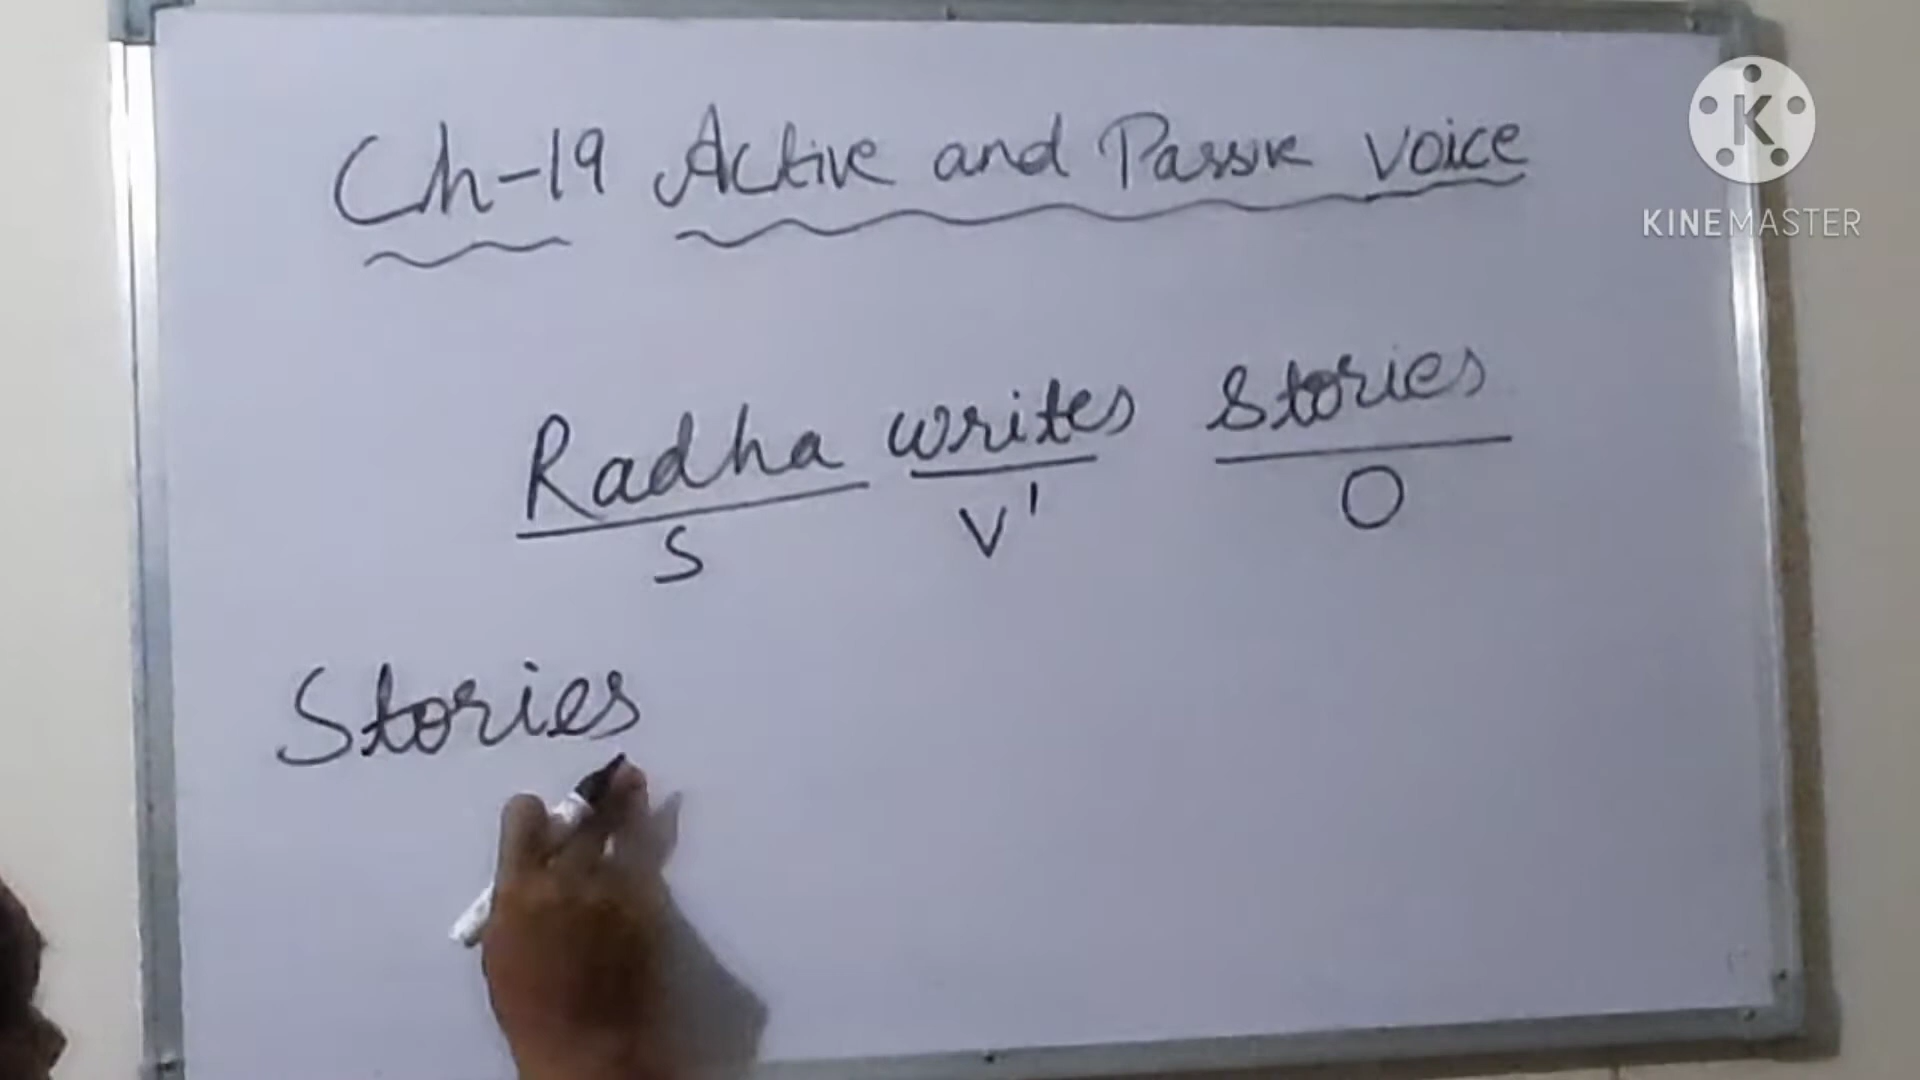 Ch-19 Active and Passive Voice
K
KINEMASTER
Radha writes Stories
S V' O
Stories